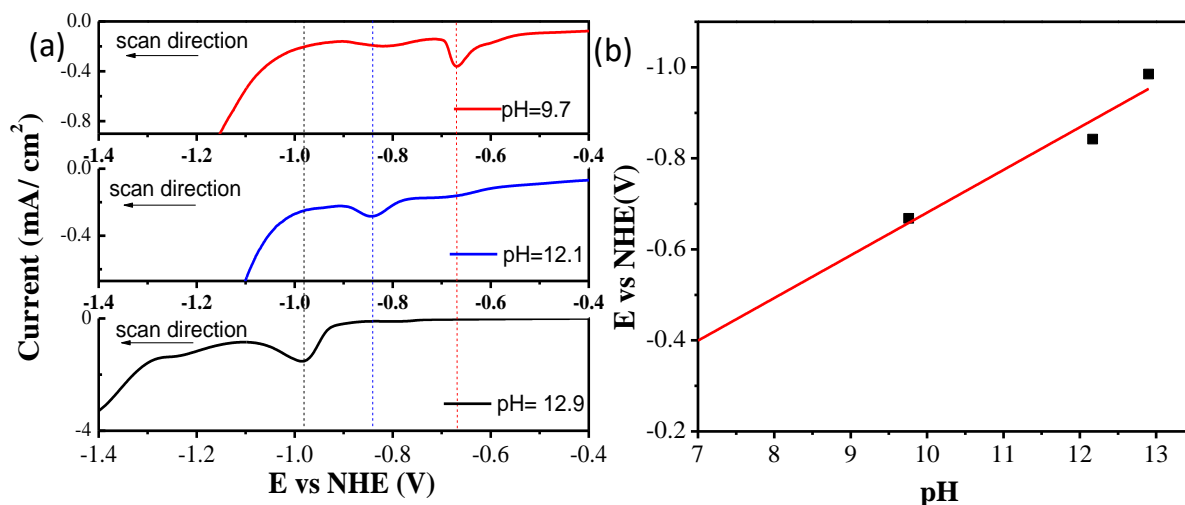 (a)
Current (mA/ cm²)
0.0
-0.4
-0.8
scan direction
pH=9.7
-1.4 -1.2 -1.0 -0.8 -0.6 -0.4
0.0
-0.4
scan direction
pH=12.1
-1.4 -1.2 -1.0 -0.8 -0.6 -0.4
0
-4
scan direction
pH= 12.9
-1.4 -1.2 -1.0 -0.8 -0.6 -0.4
E vs NHE (V)
(b)
E vs NHE(V)
-1.0
-0.8
-0.6
-0.4
-0.2
7 8 9 10 11 12 13
pH